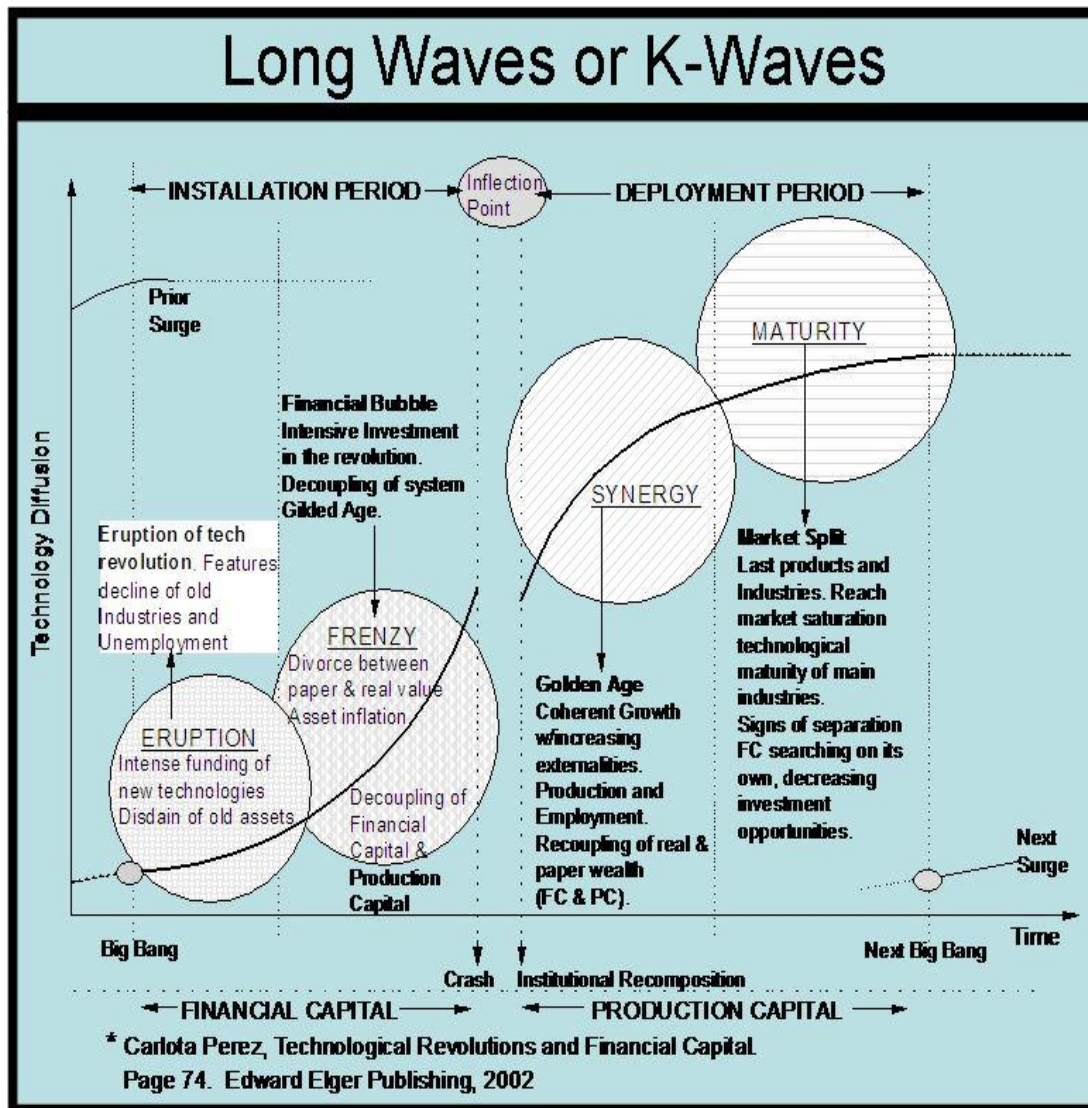 Long Waves or K-Waves
INSTALLATION PERIOD
Inflection
Point
DEPLOYMENT PERIOD
Prior
Surge
Technology Diffusion
Financial Bubble
Intensive Investment
in the revolution.
Decoupling of system
Gilded Age.
Eruption of tech
revolution. Features
decline of old
Industries and
Unemployment
ERUPTION
Intense funding of
new technologies
Disdain of old assets
FRENZY
Divorce between
paper & real value
Asset inflation
Decoupling of
Financial
Capital &
Production
Capital
SYNERGY
Golden Age
Coherent Growth
w/increasing
externalities.
Production and
Employment.
Recoupling of real &
paper wealth
(FC & PC).
MATURITY
Market Split
Last products and
Industries. Reach
market saturation
technological
maturity of main
industries.
Signs of separation
FC searching on its
own, decreasing
investment
opportunities.
Next
Surge
Big Bang
Next Big Bang
Time
Crash
Institutional Recomposition
FINANCIAL CAPITAL
PRODUCTION CAPITAL
* Carlota Perez, Technological Revolutions and Financial Capital.
Page 74. Edward Elger Publishing, 2002